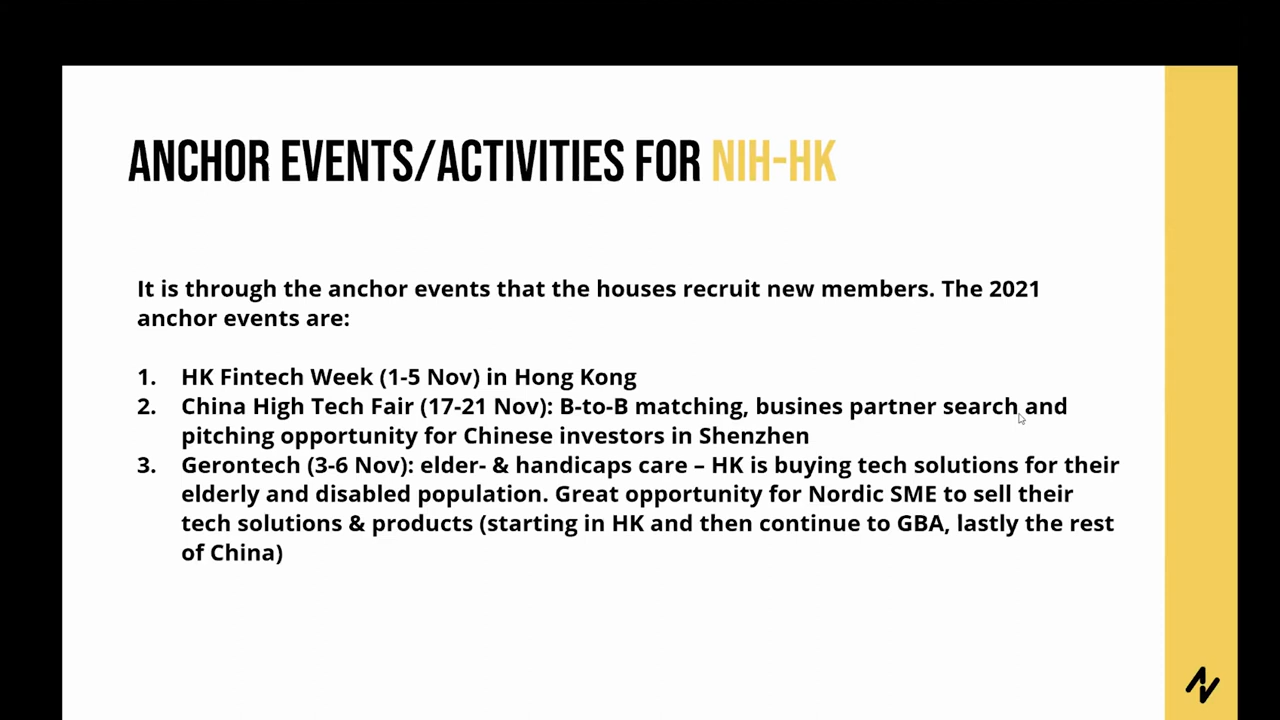 ANCHOR EVENTS/ACTIVITIES FOR NIH-HK
It is through the anchor events that the houses recruit new members. The 2021
anchor events are:
1. HK Fintech Week (1-5 Nov) in Hong Kong
2. China High Tech Fair (17-21 Nov): B-to-B matching, busines partner search and
pitching opportunity for Chinese investors in Shenzhen
3. Gerontech (3-6 Nov): elder- & handicaps care – HK is buying tech solutions for their
elderly and disabled population. Great opportunity for Nordic SME to sell their
tech solutions & products (starting in HK and then continue to GBA, lastly the rest
of China)